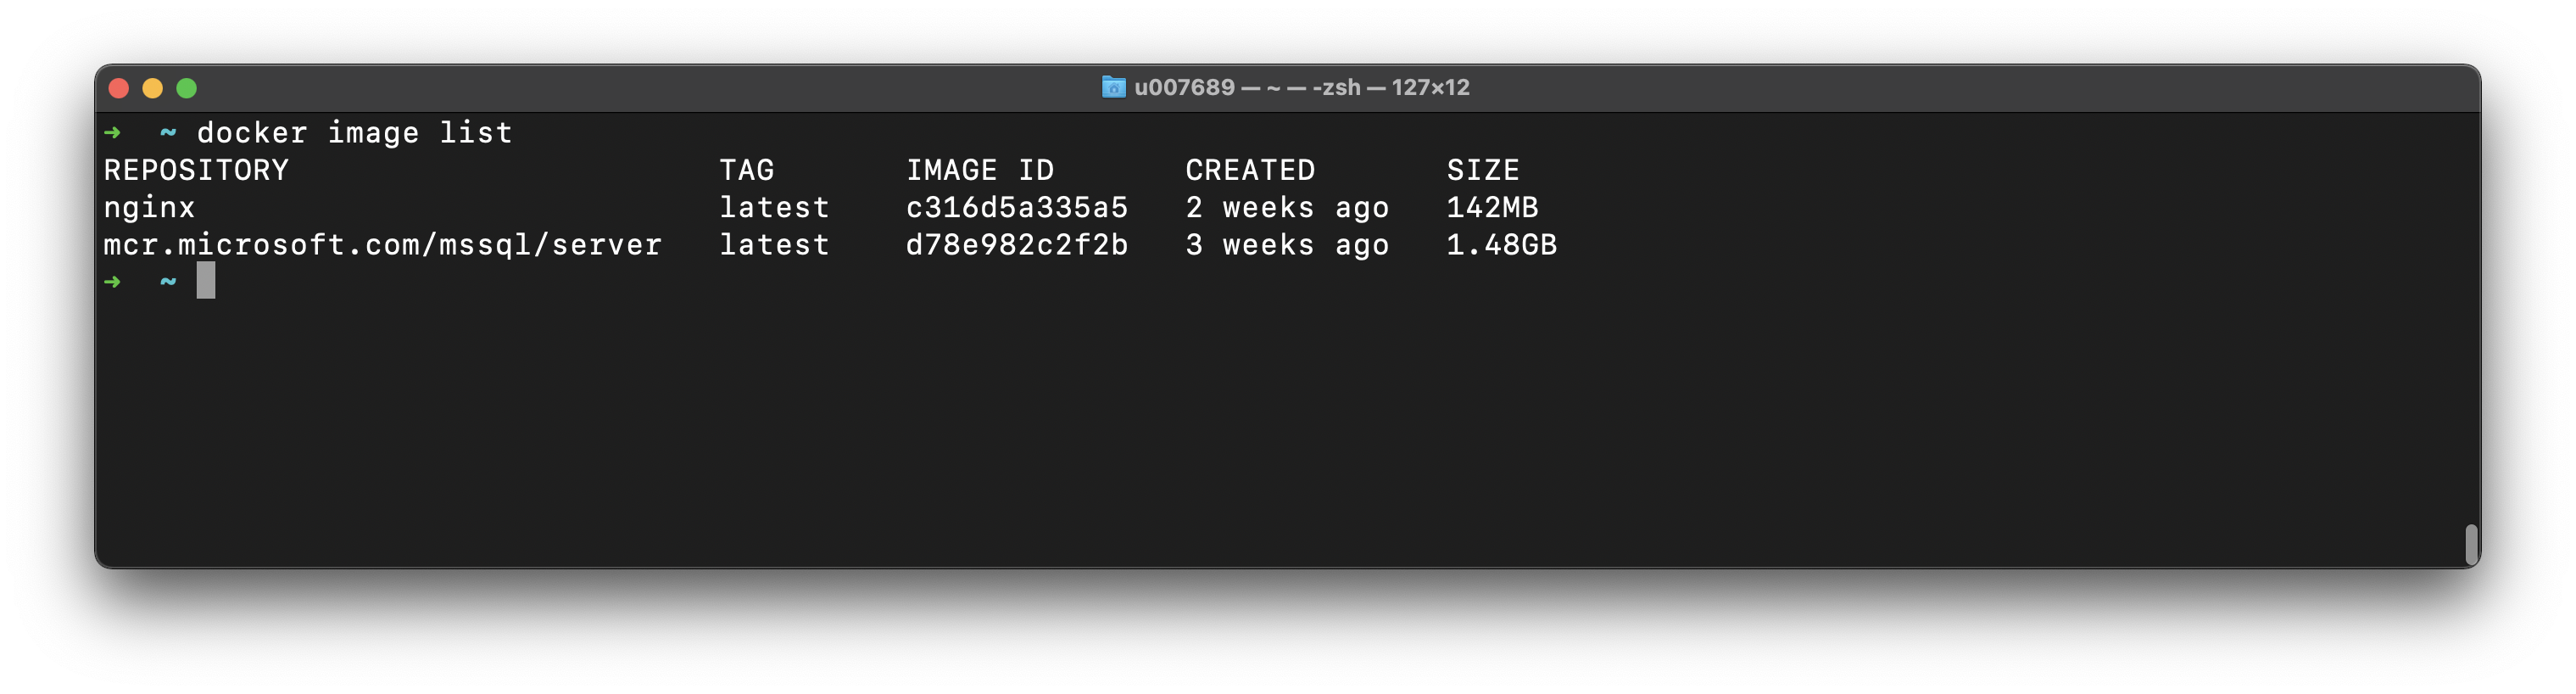 u007689 — ~ — -zsh — 127×12
➜  ~ docker image list
REPOSITORY                       TAG       IMAGE ID       CREATED       SIZE
nginx                            latest    c316d5a335a5   2 weeks ago   142MB
mcr.microsoft.com/mssql/server   latest    d78e982c2f2b   3 weeks ago   1.48GB
➜  ~